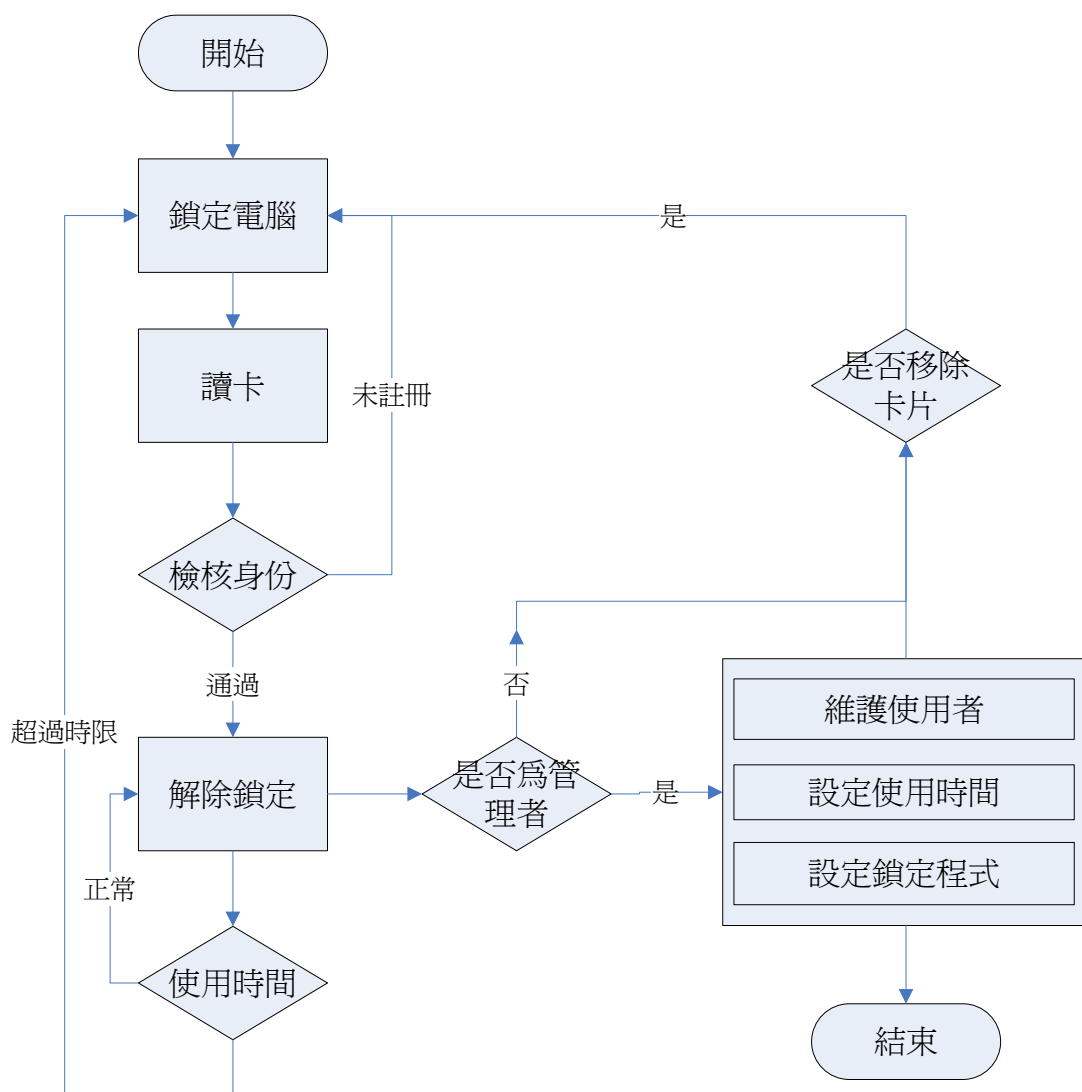 開始
鎖定電腦
是
讀卡
未註冊
是否移除
卡片
檢核身份
通過
否
超過時限
解除鎖定
是否爲管
理者
是
維護使用者
設定使用時間
設定鎖定程式
正常
使用時間
結束